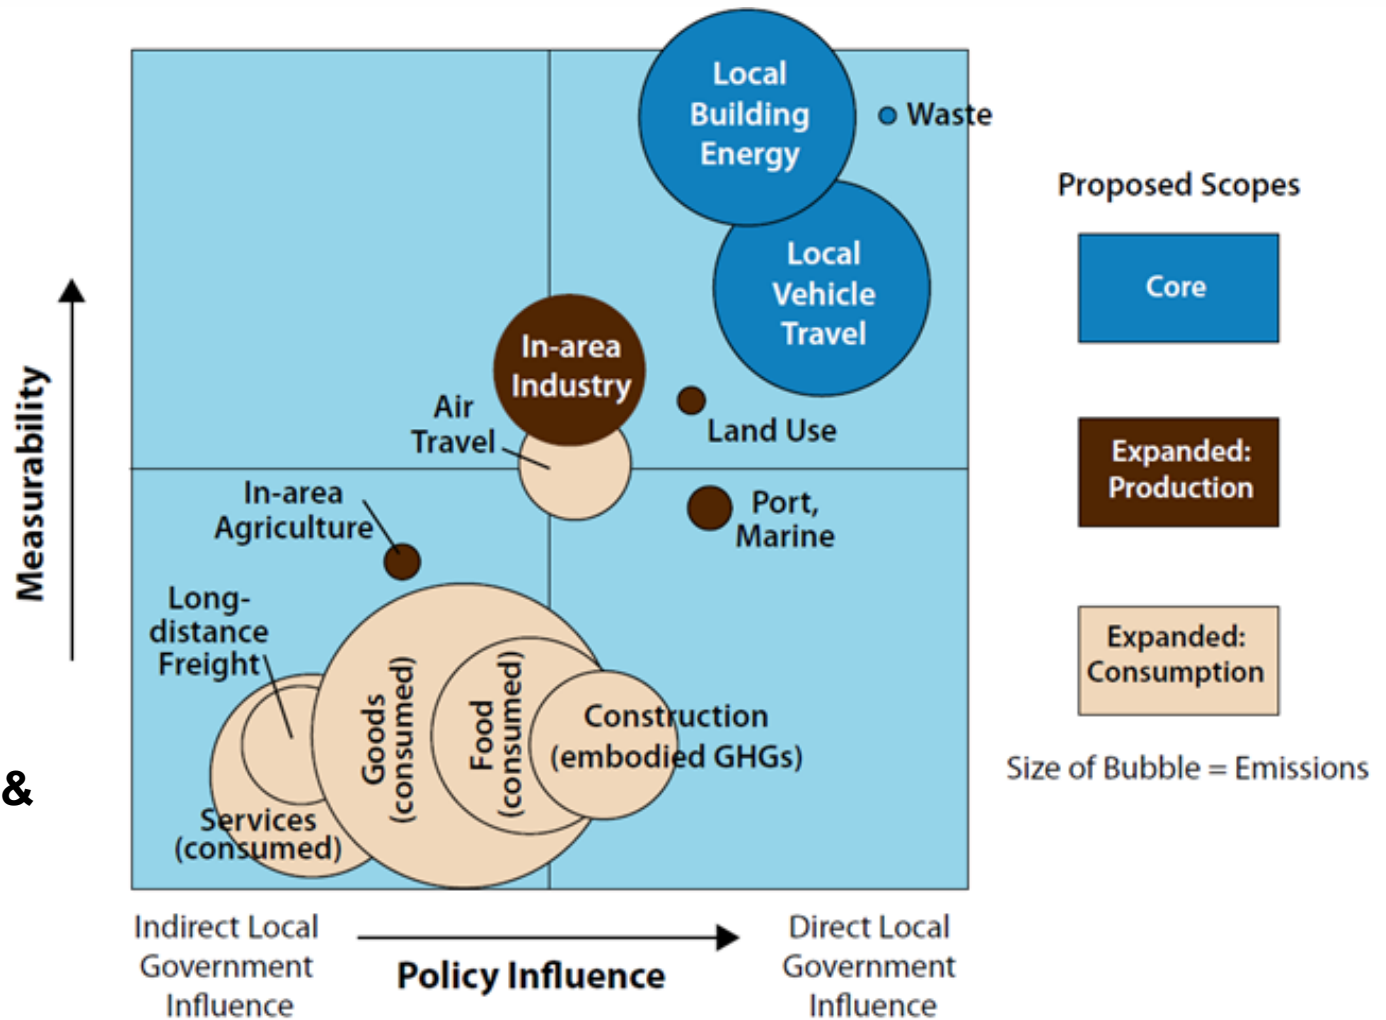 Local
Building
Energy
Waste
Proposed Scopes
Local
Vehicle
Travel
Core
In-area
Industry
Air
Travel
Land Use
Measurability
Expanded:
Production
In-area
Agriculture
Port,
Marine
Long-
distance
Freight
Goods
(consumed)
Food
(consumed)
Construction
(embodied GHGs)
Expanded:
Consumption
Size of Bubble = Emissions
&
Services
(consumed)
Indirect Local
Government
Influence
Policy Influence
Direct Local
Government
Influence